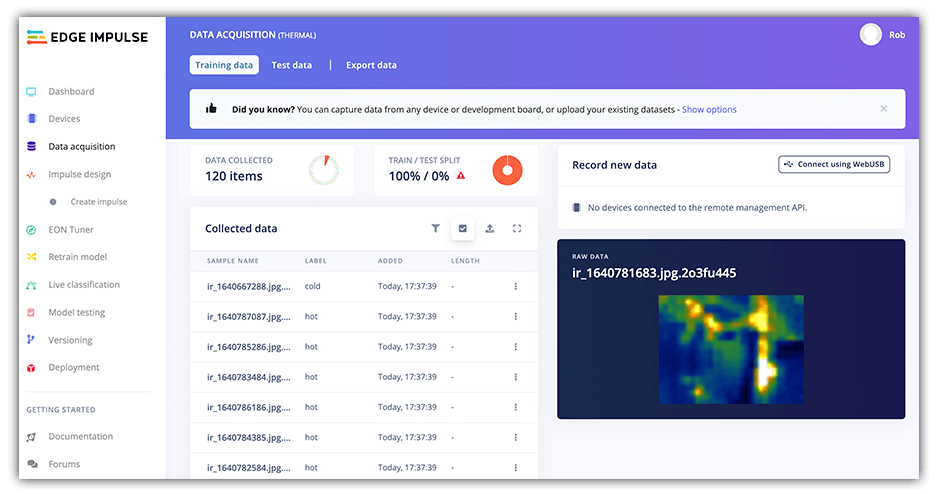 EDGE IMPULSE
Dashboard
Devices
Data acquisition
Impulse design
Create impulse
EON Tuner
Retrain model
Live classification
Model testing
Versioning
Deployment
GETTING STARTED
Documentation
Forums
DATA ACQUISITION (THERMAL)
Rob
Training data Test data | Export data
Did you know? You can capture data from any device or development board, or upload your existing datasets - Show options
DATA COLLECTED
120 items
TRAIN / TEST SPLIT
100% / 0%
Collected data
SAMPLE NAME LABEL ADDED LENGTH
ir_1640667288.jpg.... cold Today, 17:37:39 -
ir_1640787087.jpg.... hot Today, 17:37:39 -
ir_1640785286.jpg.... hot Today, 17:37:39 -
ir_1640783484.jpg.... hot Today, 17:37:39 -
ir_1640786186.jpg.... hot Today, 17:37:39 -
ir_1640784385.jpg.... hot Today, 17:37:39 -
ir_1640782584.jpg.... hot Today, 17:37:39 -
Record new data
Connect using WebUSB
No devices connected to the remote management API.
RAW DATA
ir_1640781683.jpg.2o3fu445